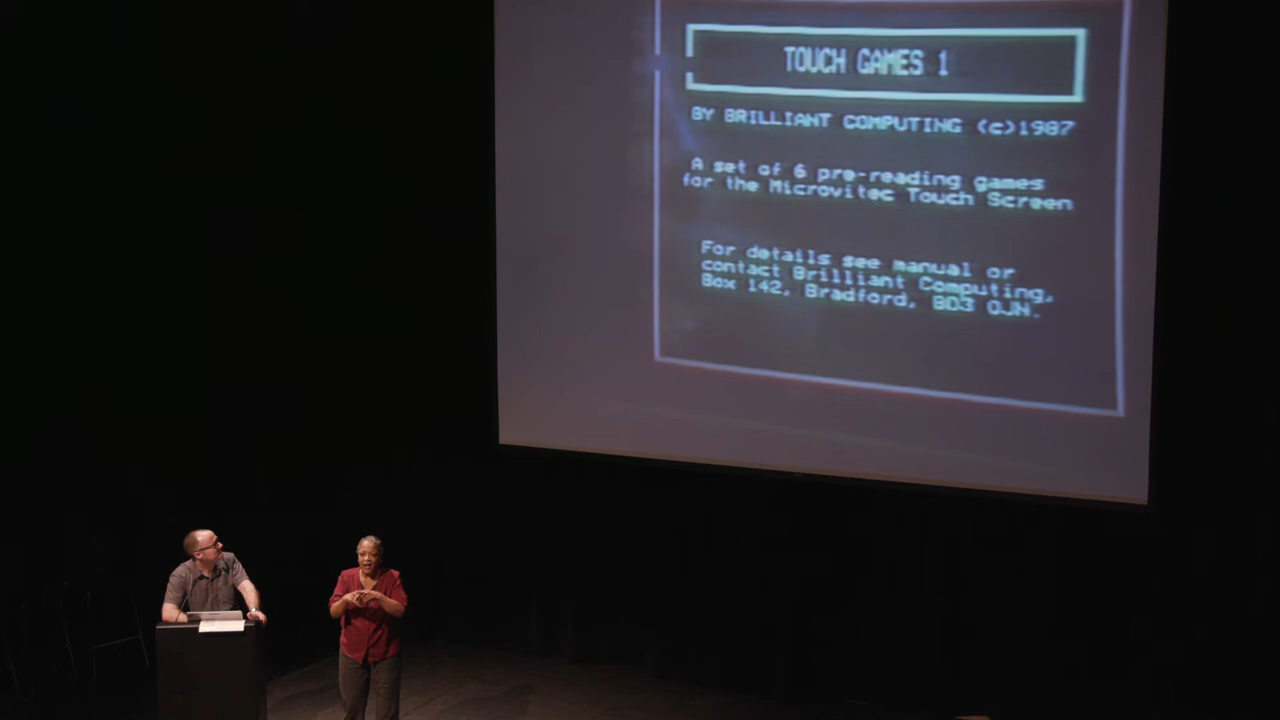 TOUCH GAMES 1
BY BRILLIANT COMPUTING (c)1987
A set of 6 pre-reading games
for the Microvitec Touch Screen
For details see manual or
contact Brilliant Computing,
Box 142, Bradford, BD3 0JN.